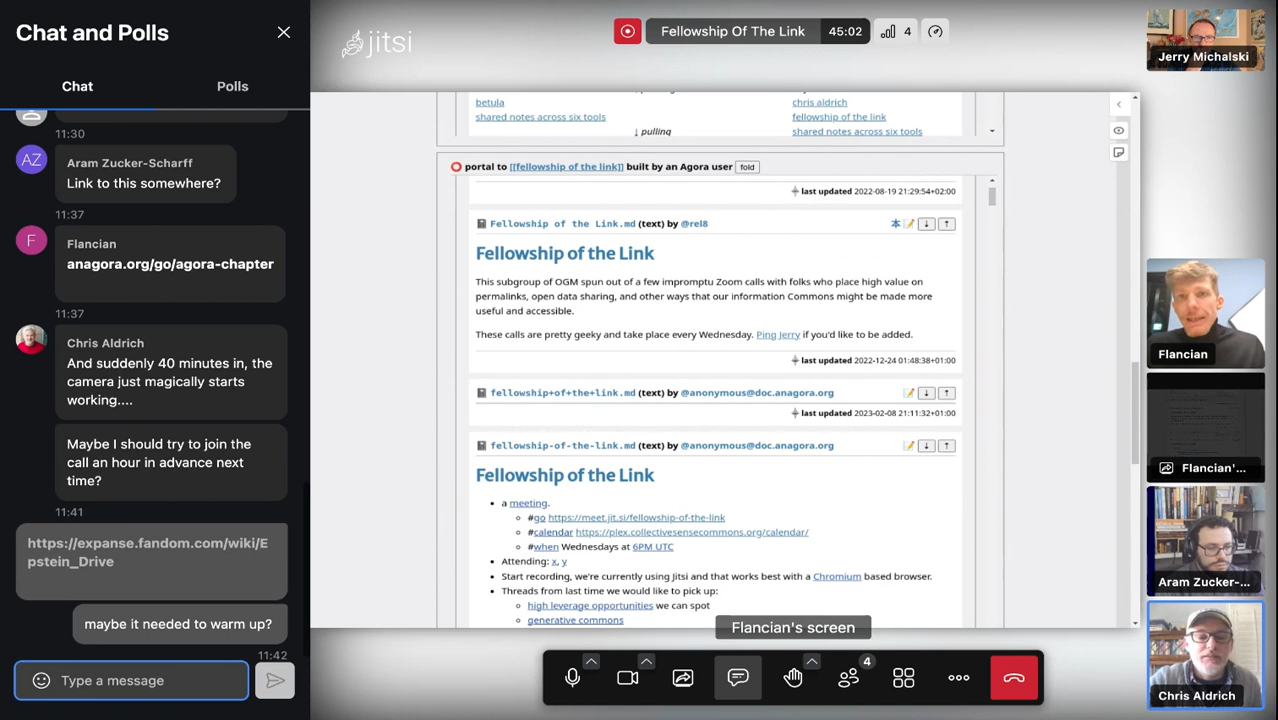 Chat and Polls
Chat
Polls
11:30
AZ
Aram Zucker-Scharff
Link to this somewhere?
11:37
F
Flancian
anagora.org/go/agora-chapter
11:37
Chris Aldrich
And suddenly 40 minutes in, the
camera just magically starts
working....
Maybe I should try to join the
call an hour in advance next
time?
11:41
https://expanse.fandom.com/wiki/E
pstein_Drive
maybe it needed to warm up?
11:42
Type a message
jitsi
Fellowship Of The Link
45:02
4
betula
shared notes across six tools
↓ pulling
chris aldrich
fellowship of the link
shared notes across six tools
⭕ portal to [[fellowship of the link]] built by an Agora user fold
last updated 2022-08-19 21:29:54+02:00
Fellowship of the Link.md (text) by @rel8
Fellowship of the Link
This subgroup of OGM spun out of a few impromptu Zoom calls with folks who place high value on
permalinks, open data sharing, and other ways that our information Commons might be made more
useful and accessible.
These calls are pretty geeky and take place every Wednesday. Ping Jerry if you'd like to be added.
last updated 2022-12-24 01:48:38+01:00
fellowship+of+the+link.md (text) by @anonymous@doc.anagora.org
last updated 2023-02-08 21:11:32+01:00
fellowship-of-the-link.md (text) by @anonymous@doc.anagora.org
Fellowship of the Link
a meeting.
#go https://meet.jit.si/fellowship-of-the-link
#calendar https://plex.collectivesensecommons.org/calendar/
#when Wednesdays at 6PM UTC
Attending: x, y
Start recording, we're currently using Jitsi and that works best with a Chromium based browser.
Threads from last time we would like to pick up:
high leverage opportunities we can spot
generative commons
Flancian's screen
4
Jerry Michalski
Flancian
Flancian'...
Aram Zucker-...
Chris Aldrich